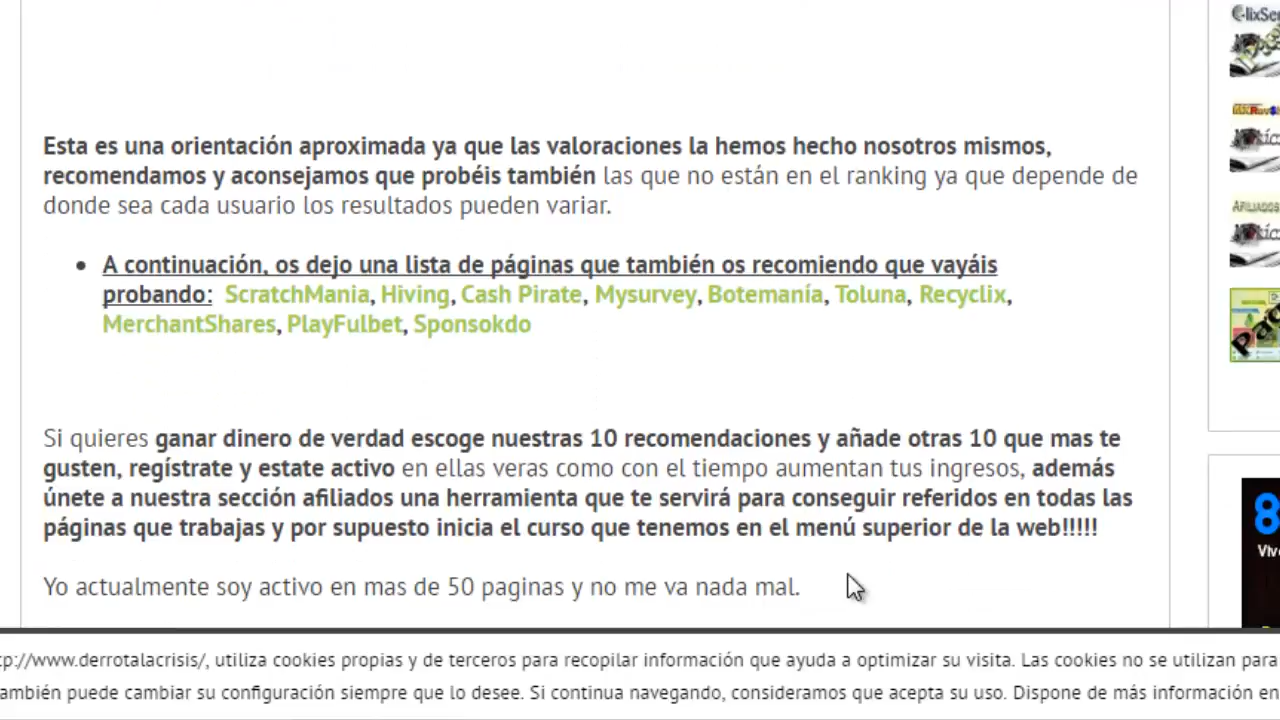 Esta es una orientación aproximada ya que las valoraciones la hemos hecho nosotros mismos,
recomendamos y aconsejamos que probéis también las que no están en el ranking ya que depende de
donde sea cada usuario los resultados pueden variar.
A continuación, os dejo una lista de páginas que también os recomiendo que vayáis
probando: ScratchMania, Hiving, Cash Pirate, Mysurvey, Botemanía, Toluna, Recyclix,
MerchantShares, PlayFulbet, Sponsokdo
Si quieres ganar dinero de verdad escoge nuestras 10 recomendaciones y añade otras 10 que mas te
gusten, regístrate y estate activo en ellas veras como con el tiempo aumentan tus ingresos, además
únete a nuestra sección afiliados una herramienta que te servirá para conseguir referidos en todas las
páginas que trabajas y por supuesto inicia el curso que tenemos en el menú superior de la web!!!!!
Yo actualmente soy activo en mas de 50 paginas y no me va nada mal.
tp://www.derrotalacrisis/, utiliza cookies propias y de terceros para recopilar información que ayuda a optimizar su visita. Las cookies no se utilizan para
ambién puede cambiar su configuración siempre que lo desee. Si continua navegando, consideramos que acepta su uso. Dispone de más información en
AFILIADOS
8